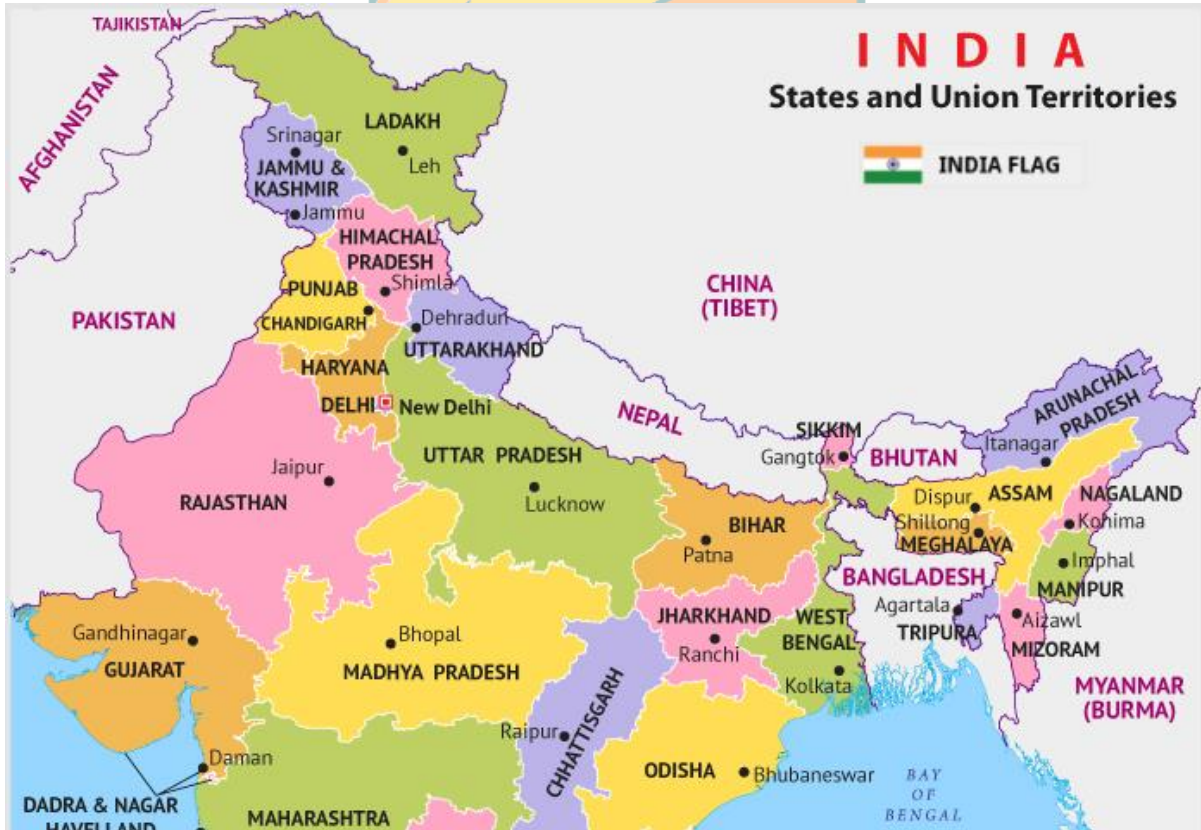 TAJIKISTAN
INDIA
States and Union Territories
AFGHANISTAN
LADAKH
Srinagar
Leh
JAMMU &
KASHMIR
INDIA FLAG
Jammu
HIMACHAL
PRADESH
PUNJAB
Shimla
CHINA
(TIBET)
PAKISTAN
CHANDIGARH
Dehradun
UTTARAKHAND
HARYANA
DELHI
New Delhi
NEPAL
ARUNACHAL
PRADESH
SIKKIM
Itanagar
Gangtok
BHUTAN
UTTAR PRADESH
Jaipur
RAJASTHAN
Lucknow
Dispur
ASSAM
NAGALAND
BIHAR
Shillong
Kohima
MEGHALAYA
Patna
Imphal
BANGLADESH
MANIPUR
Agartala
Aizawl
TRIPURA
MIZORAM
JHARKHAND
WEST
BENGAL
Gandhinagar
Bhopal
Ranchi
GUJARAT
MADHYA PRADESH
Kolkata
MYANMAR
(BURMA)
CHHATTISGARH
Raipur
Daman
ODISHA
Bhubaneswar
BAY
OF
BENGAL
DADRA & NAGAR
HAVELI AND
MAHARASHTRA